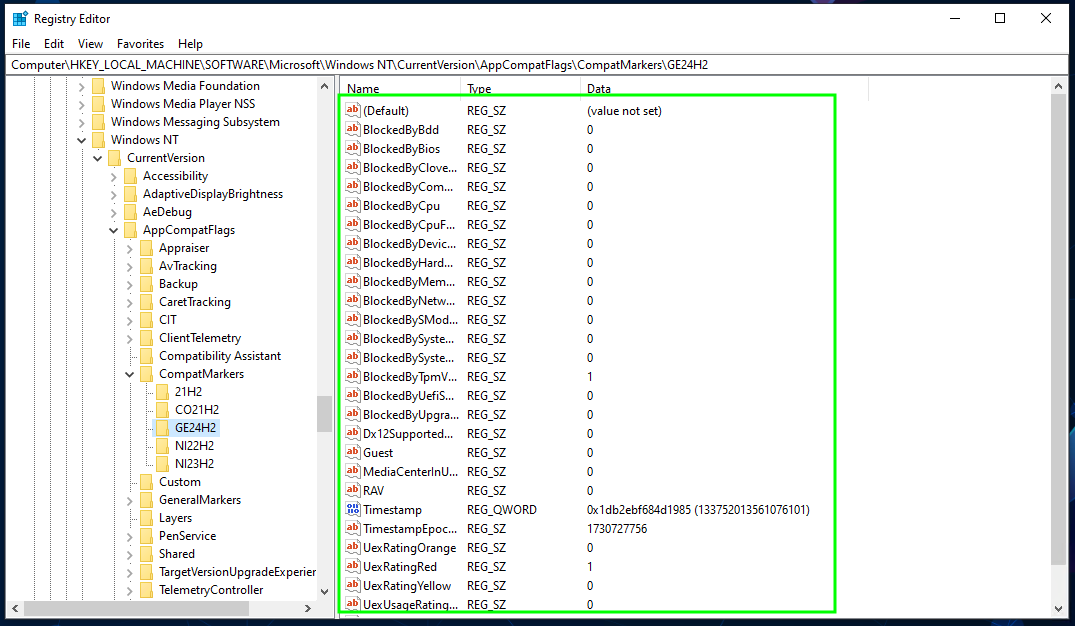 Registry Editor
File Edit View Favorites Help
Computer\HKEY_LOCAL_MACHINE\SOFTWARE\Microsoft\Windows NT\CurrentVersion\AppCompatFlags\CompatMarkers\GE24H2
Windows Media Foundation
Windows Media Player NSS
Windows Messaging Subsystem
Windows NT
CurrentVersion
Accessibility
AdaptiveDisplayBrightness
AeDebug
AppCompatFlags
Appraiser
AvTracking
Backup
CaretTracking
CIT
ClientTelemetry
Compatibility Assistant
CompatMarkers
21H2
CO21H2
GE24H2
NI22H2
NI23H2
Custom
GeneralMarkers
Layers
PenService
Shared
TargetVersionUpgradeExperier
TelemetryController
Name Type Data
(Default) REG_SZ (value not set)
BlockedByBdd REG_SZ 0
BlockedByBios REG_SZ 0
BlockedByClove... REG_SZ 0
BlockedByCom... REG_SZ 0
BlockedByCpu REG_SZ 0
BlockedByCpuF... REG_SZ 0
BlockedByDevic... REG_SZ 0
BlockedByHard... REG_SZ 0
BlockedByMem... REG_SZ 0
BlockedByNetw... REG_SZ 0
BlockedBySMod... REG_SZ 0
BlockedBySyste... REG_SZ 0
BlockedBySyste... REG_SZ 0
BlockedByTpmV... REG_SZ 1
BlockedByUefiS... REG_SZ 0
BlockedByUpgra... REG_SZ 0
Dx12Supported... REG_SZ 0
Guest REG_SZ 0
MediaCenterInU... REG_SZ 0
RAV REG_SZ 0
Timestamp REG_QWORD 0x1db2ebf684d1985 (133752013561076101)
TimestampEpoc... REG_SZ 1730727756
UexRatingOrange REG_SZ 0
UexRatingRed REG_SZ 1
UexRatingYellow REG_SZ 0
UexUsageRating... REG_SZ 0